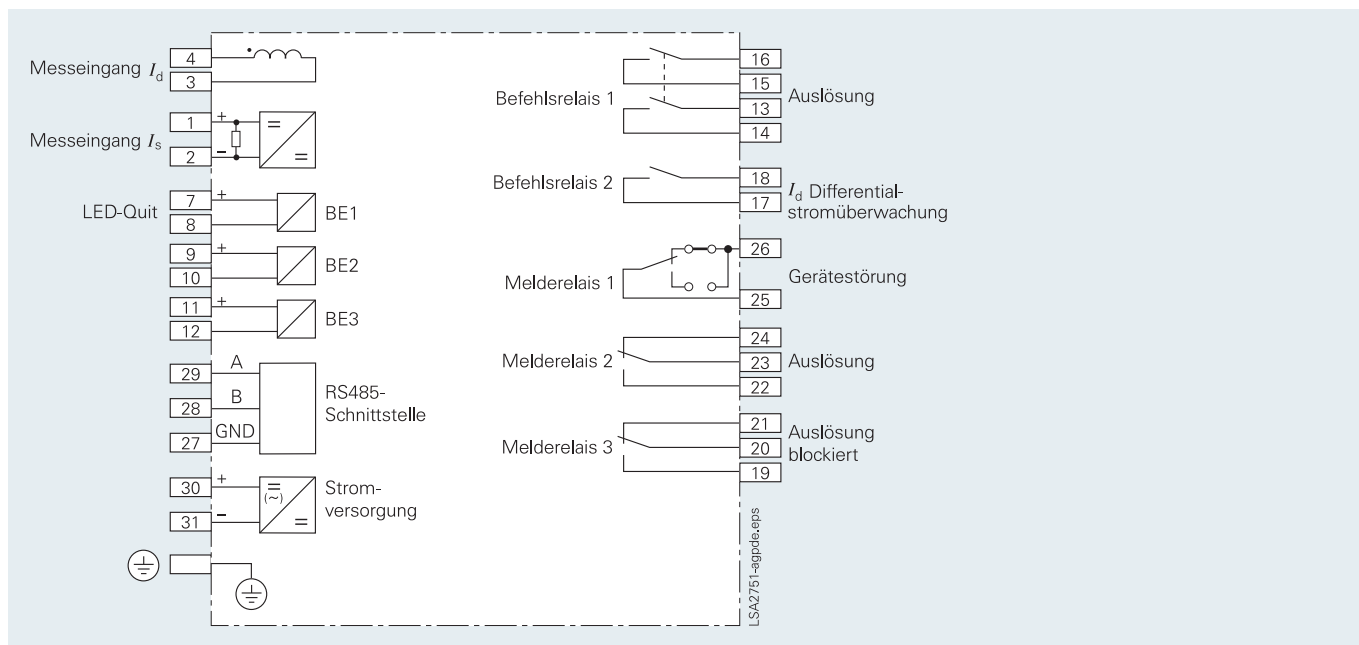 4
Messeingang Id
3
1
+
Messeingang Is
2
–
=
=
LED-Quit
7
+
8
BE1
9
+
10
BE2
11
+
12
BE3
29
A
28
B
27
GND
RS485-
Schnittstelle
30
+
31
–
=
(~)
=
Strom-
versorgung
Befehlsrelais 1
16
15
13
14
Auslösung
Befehlsrelais 2
18
17
Id Differential-
stromüberwachung
Melderelais 1
26
25
Gerätestörung
Melderelais 2
24
23
22
Auslösung
Melderelais 3
21
20
19
Auslösung
blockiert
LSA2751-agpde.eps